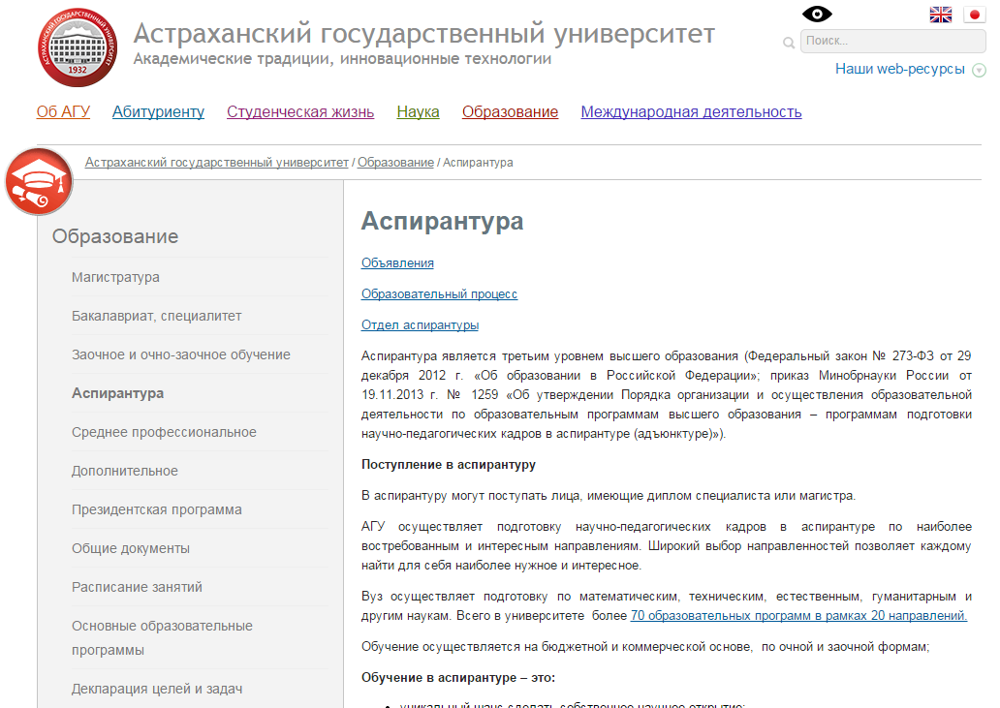 АСТРАХАНСКИЙ ГОСУДАРСТВЕННЫЙ УНИВЕРСИТЕТ
1932
Астраханский государственный университет
Академические традиции, инновационные технологии
Поиск...
Наши web-ресурсы
Об АГУ Абитуриенту Студенческая жизнь Наука Образование Международная деятельность
Астраханский государственный университет / Образование / Аспирантура
Образование
Магистратура
Бакалавриат, специалитет
Заочное и очно-заочное обучение
Аспирантура
Среднее профессиональное
Дополнительное
Президентская программа
Общие документы
Расписание занятий
Основные образовательные
программы
Декларация целей и задач
Аспирантура
Объявления
Образовательный процесс
Отдел аспирантуры
Аспирантура является третьим уровнем высшего образования (Федеральный закон № 273-ФЗ от 29
декабря 2012 г. «Об образовании в Российской Федерации»; приказ Минобрнауки России от
19.11.2013 г. № 1259 «Об утверждении Порядка организации и осуществления образовательной
деятельности по образовательным программам высшего образования – программам подготовки
научно-педагогических кадров в аспирантуре (адъюнктуре)»).
Поступление в аспирантуру
В аспирантуру могут поступать лица, имеющие диплом специалиста или магистра.
АГУ осуществляет подготовку научно-педагогических кадров в аспирантуре по наиболее
востребованным и интересным направлениям. Широкий выбор направленностей позволяет каждому
найти для себя наиболее нужное и интересное.
Вуз осуществляет подготовку по математическим, техническим, естественным, гуманитарным и
другим наукам. Всего в университете более 70 образовательных программ в рамках 20 направлений.
Обучение осуществляется на бюджетной и коммерческой основе, по очной и заочной формам;
Обучение в аспирантуре – это:
• уникальный шанс сделать собственное научное открытие;